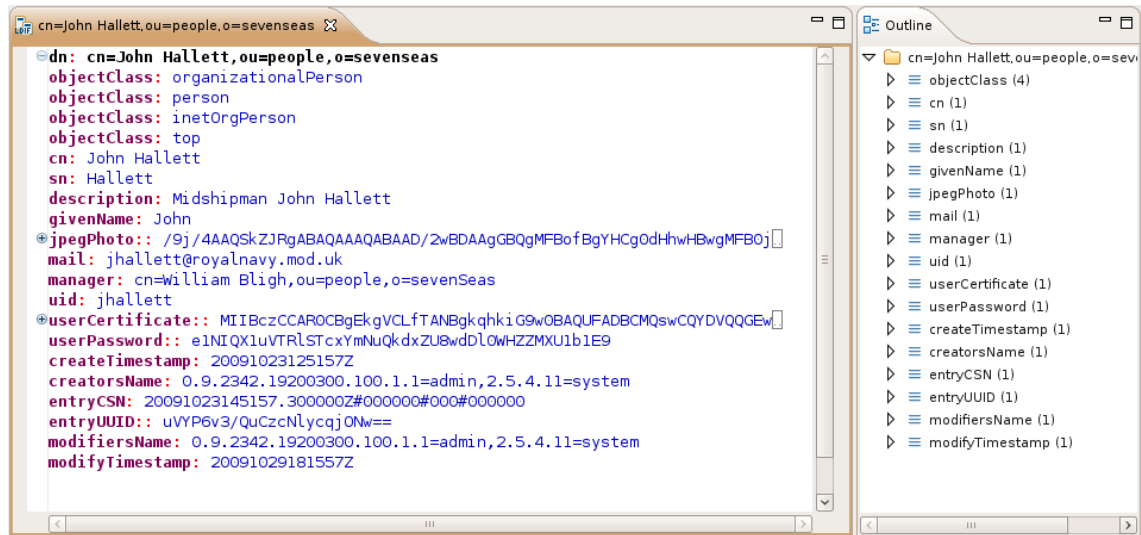 cn=John Hallett,ou=people,o=sevenseas
dn: cn=John Hallett,ou=people,o=sevenseas
objectClass: organizationalPerson
objectClass: person
objectClass: inetOrgPerson
objectClass: top
cn: John Hallett
sn: Hallett
description: Midshipman John Hallett
givenName: John
jpegPhoto:: /9j/4AAQSkZJRgABAQAAAQABAAD/2wBDAAgGBQgMFBofBgYHCgOdHhwHBwgMFBOj..
mail: jhallett@royalnavy.mod.uk
manager: cn=William Bligh,ou=people,o=sevenSeas
uid: jhallett
userCertificate:: MIIBczCCAROCBgEkgVCLfTANBgkqhkiG9w0BAQUFADBCMQswCQYDVQQGEw..
userPassword:: e1NIQX1uVTRlSTcxYmNuQkdxZU8wdDl0WHZZMXU1b1E9
createTimestamp: 20091023125157Z
creatorsName: 0.9.2342.19200300.100.1.1=admin,2.5.4.11=system
entryCSN: 20091023145157.300000Z#000000#000#000000
entryUUID:: uVYP6v3/QuCzcNlycqjONw==
modifiersName: 0.9.2342.19200300.100.1.1=admin,2.5.4.11=system
modifyTimestamp: 20091029181557Z
Outline
cn=John Hallett,ou=people,o=seve
objectClass (4)
cn (1)
sn (1)
description (1)
givenName (1)
jpegPhoto (1)
mail (1)
manager (1)
uid (1)
userCertificate (1)
userPassword (1)
createTimestamp (1)
creatorsName (1)
entryCSN (1)
entryUUID (1)
modifiersName (1)
modifyTimestamp (1)